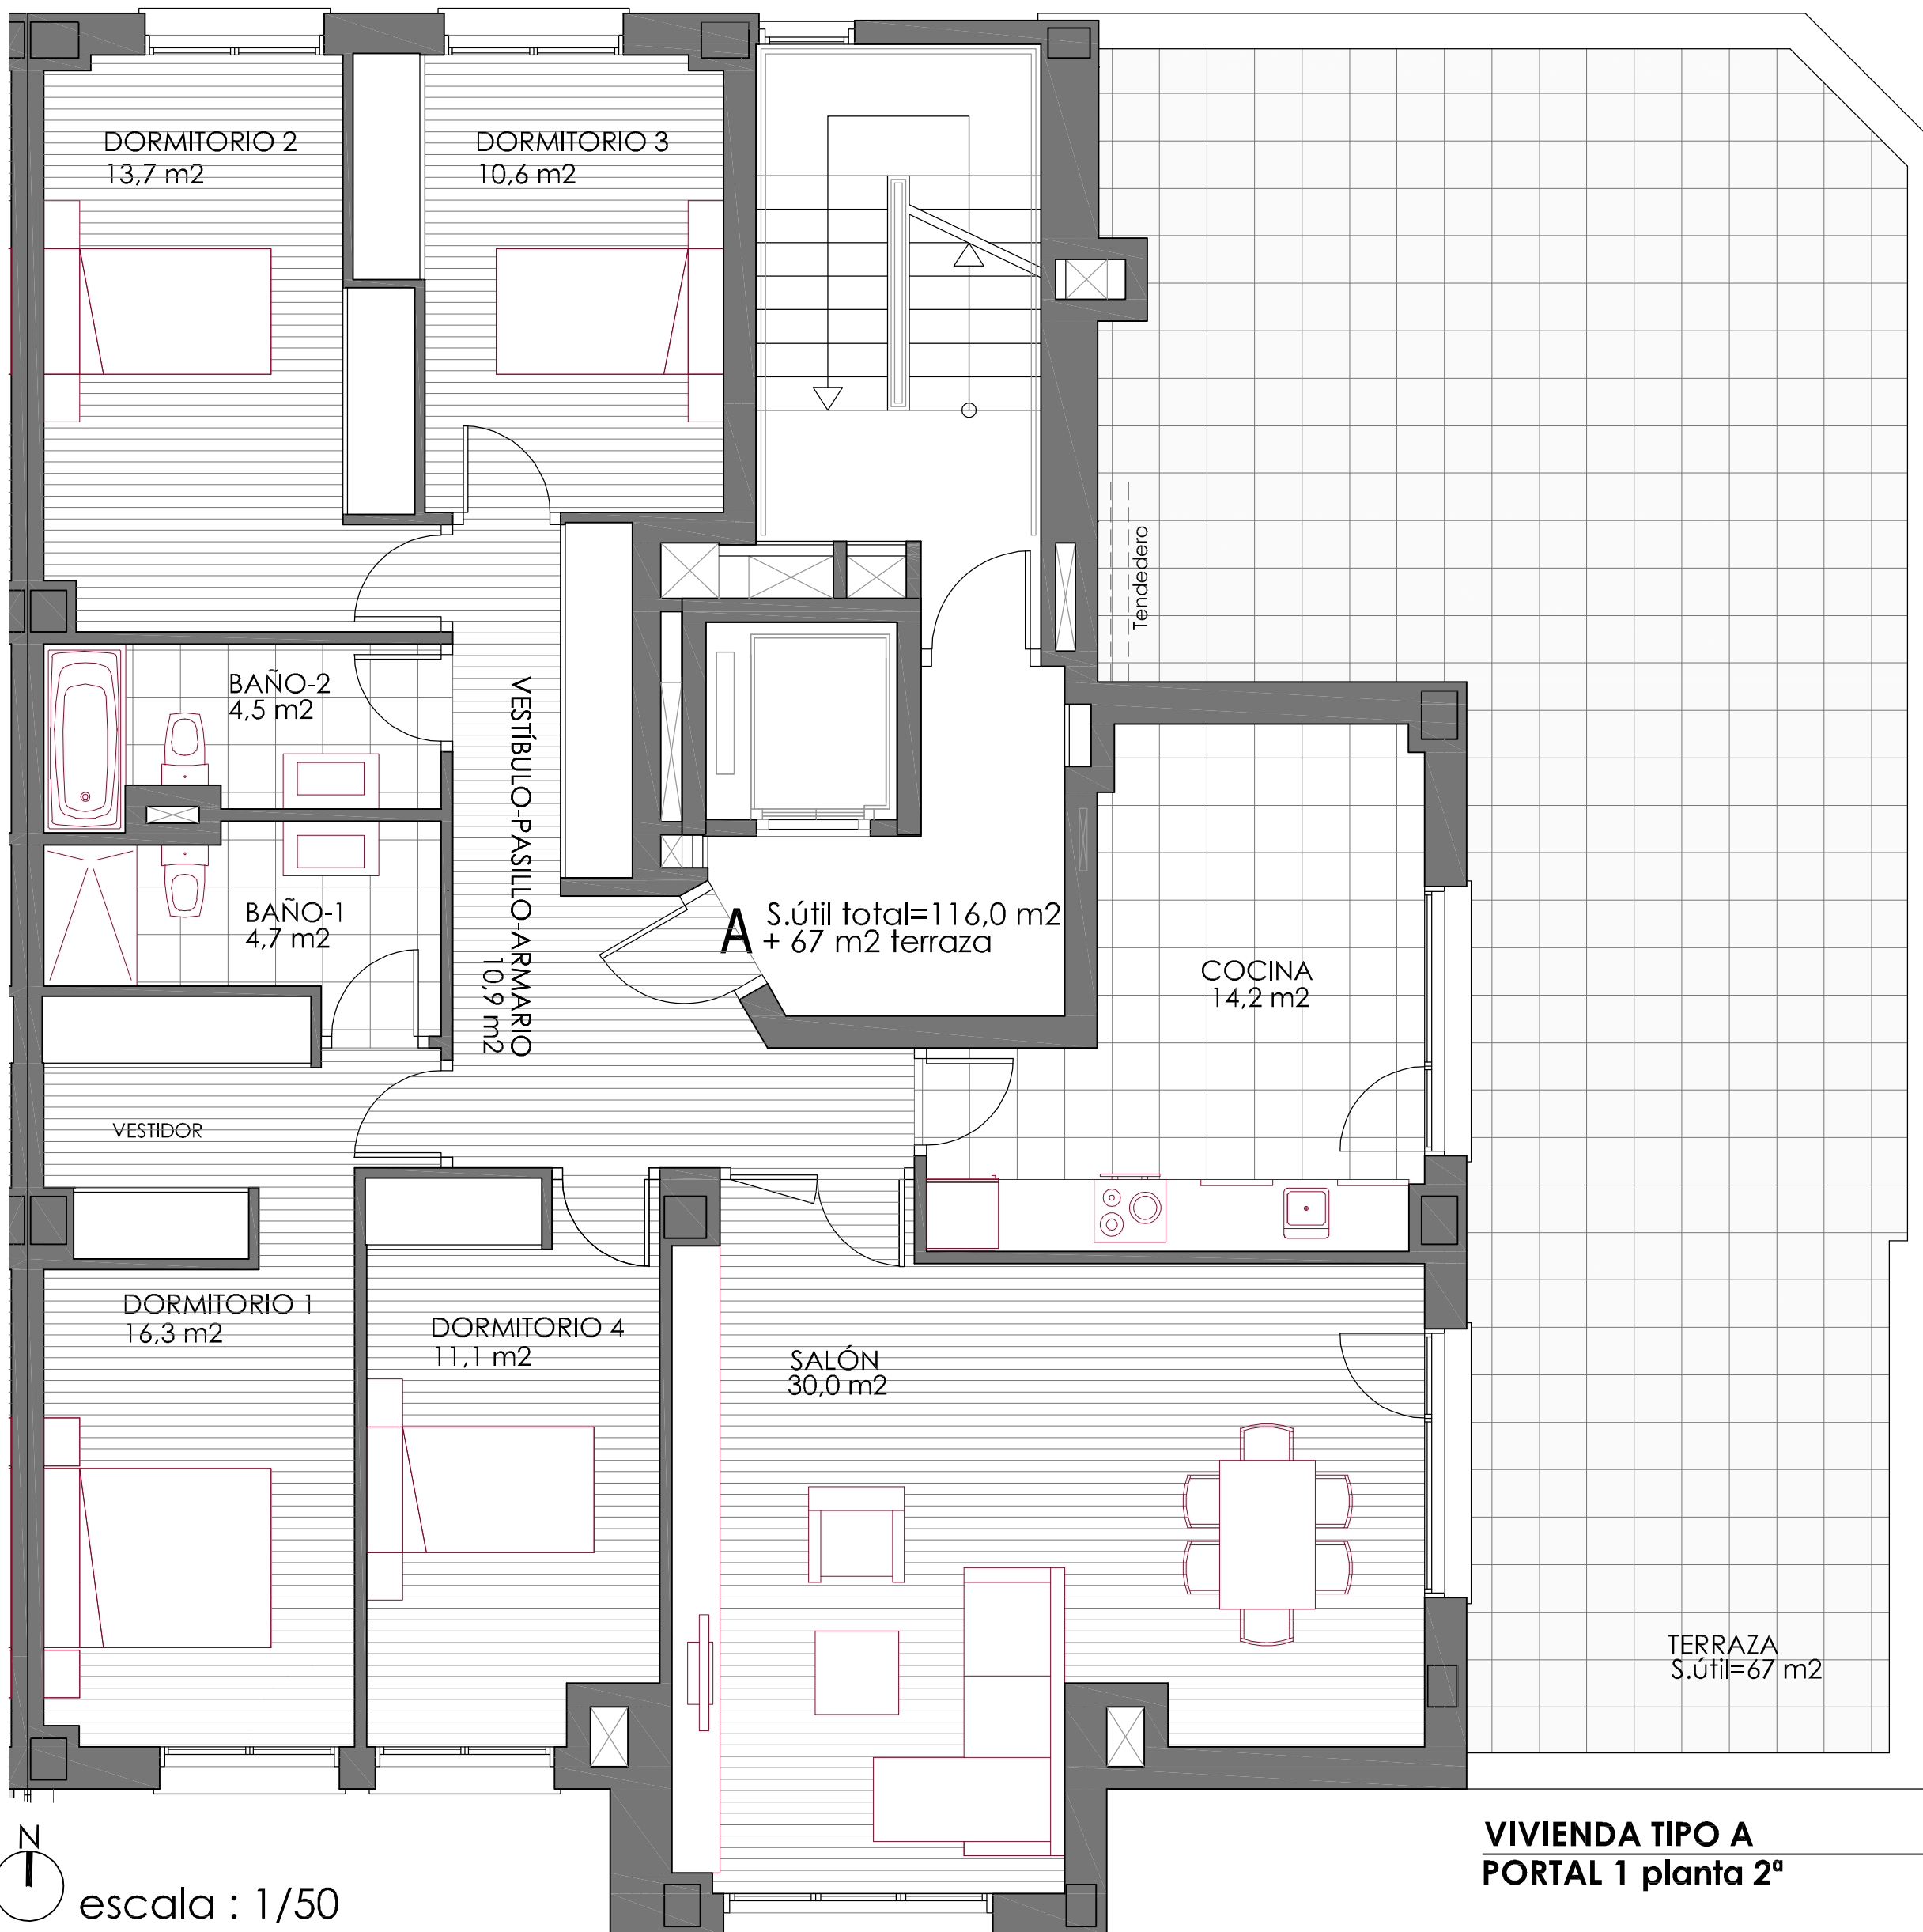 DORMITORIO 2
13,7 m2
DORMITORIO 3
10,6 m2
Tendedero
BAÑO-2
4,5 m2
VESTÍBULO-PASILLO-ARMARIO
10,9 m2
BAÑO-1
4,7 m2
A
S.útil total=116,0 m2
+ 67 m2 terraza
COCINA
14,2 m2
VESTIDOR
DORMITORIO 1
16,3 m2
DORMITORIO 4
11,1 m2
SALÓN
30,0 m2
TERRAZA
S.útil=67 m2
N
escala : 1/50
VIVIENDA TIPO A
PORTAL 1 planta 2ª